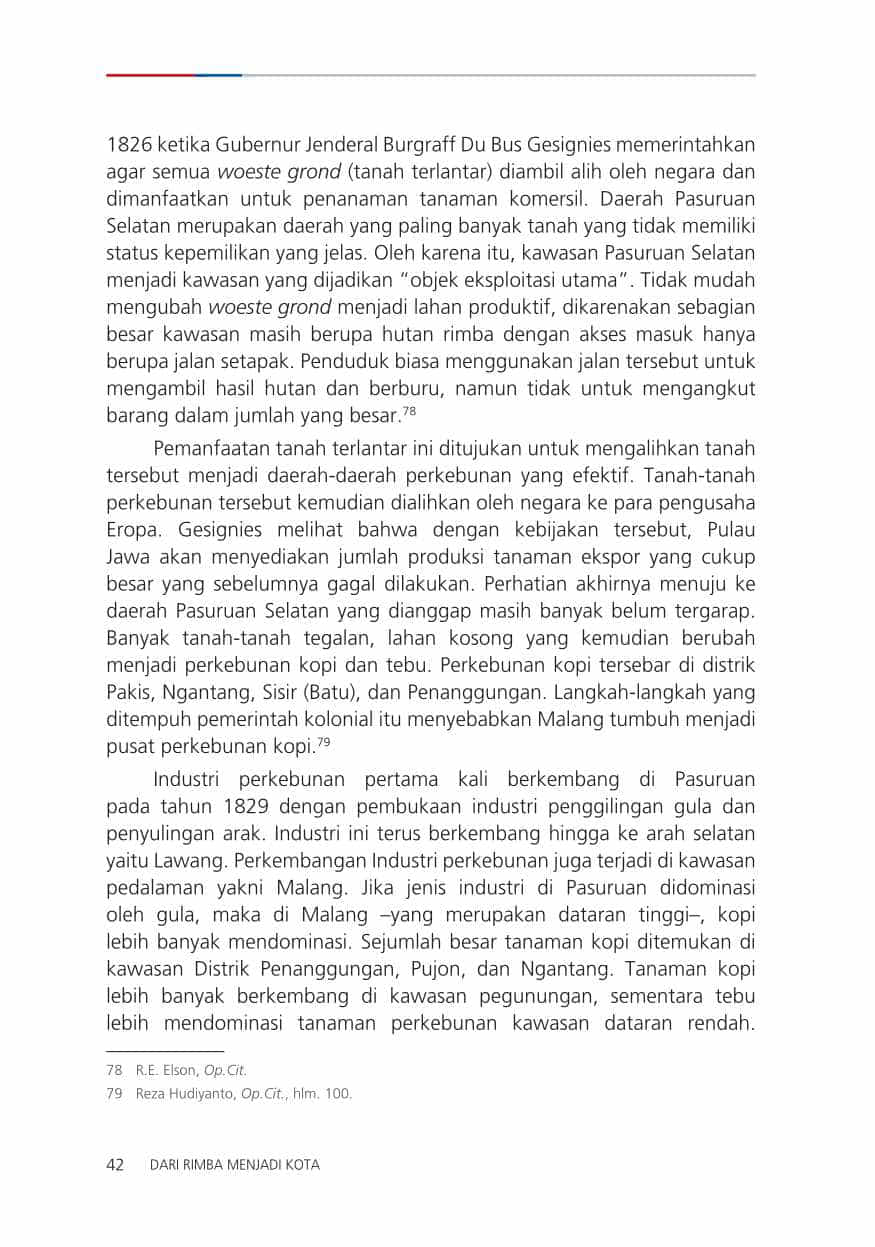 1826 ketika Gubernur Jenderal Burgraff Du Bus Gesignies memerintahkan
agar semua woeste grond (tanah terlantar) diambil alih oleh negara dan
dimanfaatkan untuk penanaman tanaman komersil. Daerah Pasuruan
Selatan merupakan daerah yang paling banyak tanah yang tidak memiliki
status kepemilikan yang jelas. Oleh karena itu, kawasan Pasuruan Selatan
menjadi kawasan yang dijadikan “objek eksploitasi utama”. Tidak mudah
mengubah woeste grond menjadi lahan produktif, dikarenakan sebagian
besar kawasan masih berupa hutan rimba dengan akses masuk hanya
berupa jalan setapak. Penduduk biasa menggunakan jalan tersebut untuk
mengambil hasil hutan dan berburu, namun tidak untuk mengangkut
barang dalam jumlah yang besar.78
Pemanfaatan tanah terlantar ini ditujukan untuk mengalihkan tanah
tersebut menjadi daerah-daerah perkebunan yang efektif. Tanah-tanah
perkebunan tersebut kemudian dialihkan oleh negara ke para pengusaha
Eropa. Gesignies melihat bahwa dengan kebijakan tersebut, Pulau
Jawa akan menyediakan jumlah produksi tanaman ekspor yang cukup
besar yang sebelumnya gagal dilakukan. Perhatian akhirnya menuju ke
daerah Pasuruan Selatan yang dianggap masih banyak belum tergarap.
Banyak tanah-tanah tegalan, lahan kosong yang kemudian berubah
menjadi perkebunan kopi dan tebu. Perkebunan kopi tersebar di distrik
Pakis, Ngantang, Sisir (Batu), dan Penanggungan. Langkah-langkah yang
ditempuh pemerintah kolonial itu menyebabkan Malang tumbuh menjadi
pusat perkebunan kopi.79
Industri perkebunan pertama kali berkembang di Pasuruan
pada tahun 1829 dengan pembukaan industri penggilingan gula dan
penyulingan arak. Industri ini terus berkembang hingga ke arah selatan
yaitu Lawang. Perkembangan Industri perkebunan juga terjadi di kawasan
pedalaman yakni Malang. Jika jenis industri di Pasuruan didominasi
oleh gula, maka di Malang –yang merupakan dataran tinggi–, kopi
lebih banyak mendominasi. Sejumlah besar tanaman kopi ditemukan di
kawasan Distrik Penanggungan, Pujon, dan Ngantang. Tanaman kopi
lebih banyak berkembang di kawasan pegunungan, sementara tebu
lebih mendominasi tanaman perkebunan kawasan dataran rendah.
78 R.E. Elson, Op.Cit.
79 Reza Hudiyanto, Op.Cit., hlm. 100.
42 DARI RIMBA MENJADI KOTA